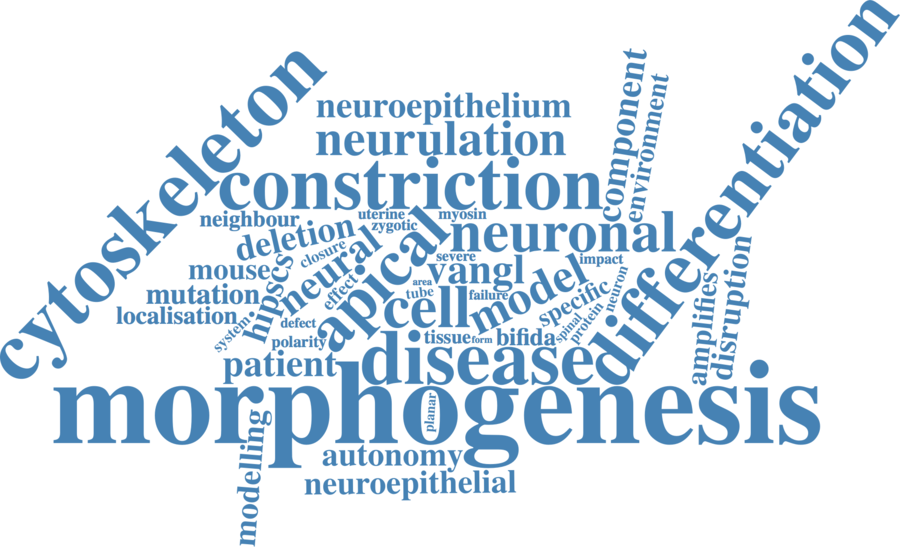 cytoskeleton
differentiation
component
environment
neuroepithelium
neurulation
constriction
neighbour
uterine
zygotic
myosin
deletion
closure
neural
apical
neuronal
severe
impact
mouse
hipscs
effect
area
tube
vangl
model
failure
specific
neuron
protein
spinal
mutation
localisation
system
defect
polarity
cell
tissue
form
bifida
amplifies
disruption
patient
disease
morphogenesis
planar
modelling
autonomy
neuroepithelial